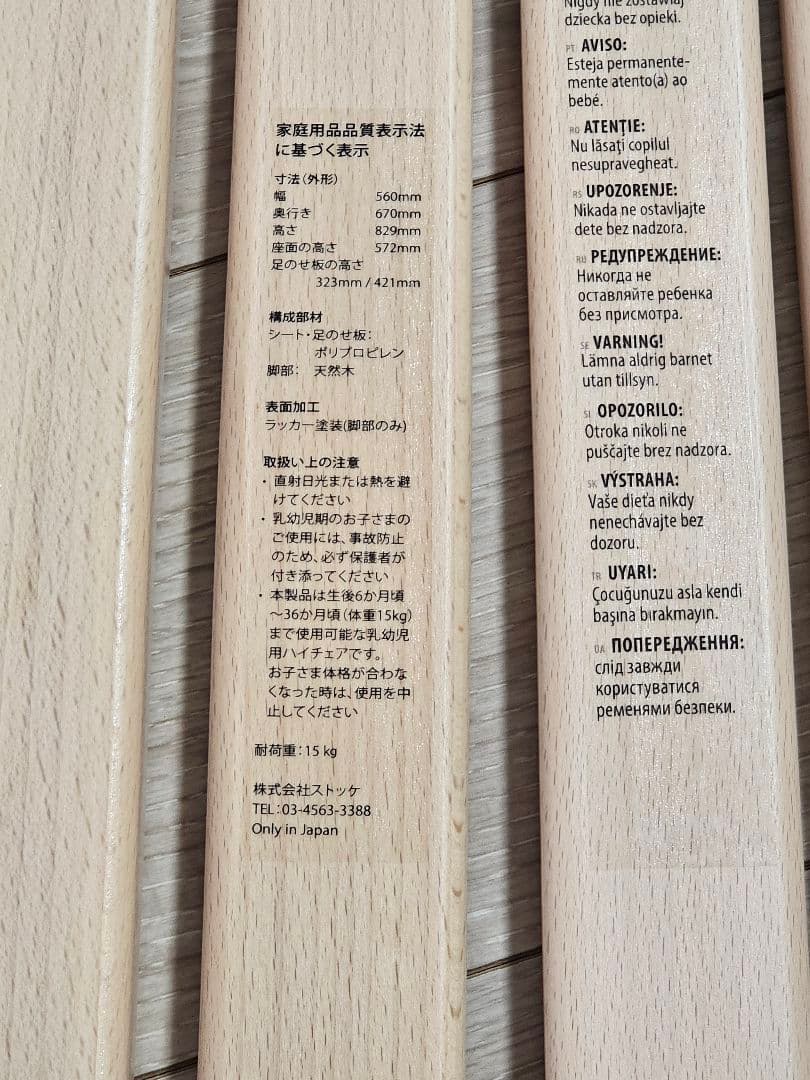 家庭用品品質表示法
に基づく表示
寸法(外形)
幅 560mm
奥行き 670mm
高さ 829mm
座面の高さ 572mm
足のせ板の高さ
323mm / 421mm
構成部材
シート・足のせ板:
ポリプロピレン
脚部: 天然木
表面加工
ラッカー塗装(脚部のみ)
取扱い上の注意
・直射日光または熱を避
けてください
・乳幼児期のお子さまの
ご使用には、事故防止
のため、必ず保護者が
付き添ってください
・本製品は生後6か月頃
～36か月頃(体重15kg)
まで使用可能な乳幼児
用ハイチェアです。
お子さま体格が合わな
くなった時は、使用を中
止してください
耐荷重:15 kg
株式会社ストッケ
TEL:03-4563-3388
Only in Japan
Nigdy nie zostawiaj
dziecka bez opieki.
PT AVISO:
Esteja permanente-
mente atento(a) ao
bebé.
RO ATENȚIE:
Nu lăsați copilul
nesupravegheat.
RS UPOZORENJE:
Nikada ne ostavljajte
dete bez nadzora.
RU РЕДУПРЕЖДЕНИЕ:
Никогда не
оставляйте ребенка
без присмотра.
SE VARNING!
Lämna aldrig barnet
utan tillsyn.
SI OPOZORILO:
Otroka nikoli ne
puščajte brez nadzora.
SK VÝSTRAHA:
Vaše dieťa nikdy
nenechávajte bez
dozoru.
TR UYARI:
Çocuğunuzu asla kendi
başına bırakmayın.
UA ПОПЕРЕДЖЕННЯ:
слід завжди
користуватися
ременями безпеки.